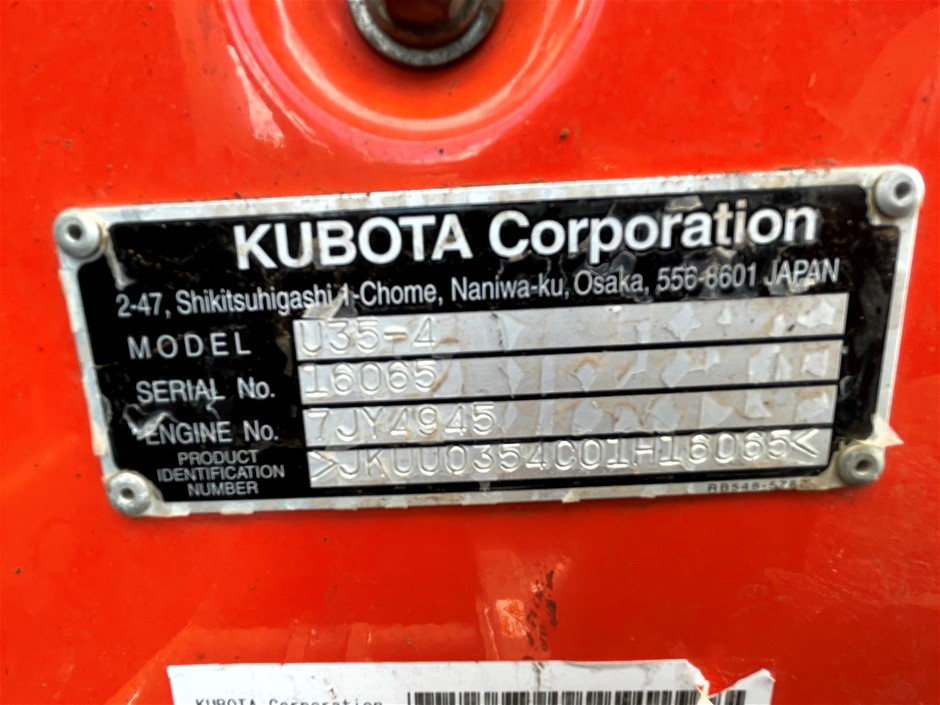 KUBOTA Corporation
2-47, Shikitsuhigashi 1-Chome, Naniwa-ku, Osaka, 556-8601 JAPAN
MODEL U35-4
SERIAL No. 16065
ENGINE No. 7JY4945
PRODUCT IDENTIFICATION NUMBER >JKUU0354C01H16065<
KUBOTA Corporation